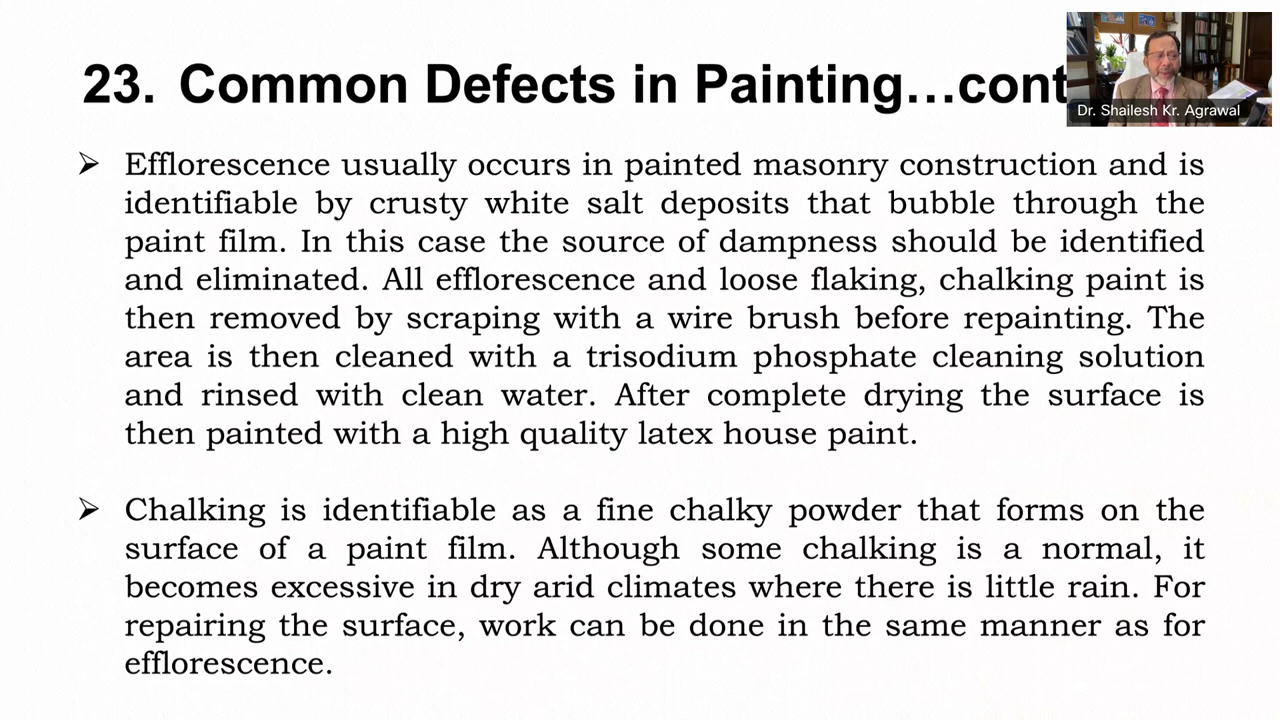 23. Common Defects in Painting…cont
Dr. Shailesh Kr. Agrawal
➢ Efflorescence usually occurs in painted masonry construction and is
identifiable by crusty white salt deposits that bubble through the
paint film. In this case the source of dampness should be identified
and eliminated. All efflorescence and loose flaking, chalking paint is
then removed by scraping with a wire brush before repainting. The
area is then cleaned with a trisodium phosphate cleaning solution
and rinsed with clean water. After complete drying the surface is
then painted with a high quality latex house paint.
➢ Chalking is identifiable as a fine chalky powder that forms on the
surface of a paint film. Although some chalking is a normal, it
becomes excessive in dry arid climates where there is little rain. For
repairing the surface, work can be done in the same manner as for
efflorescence.